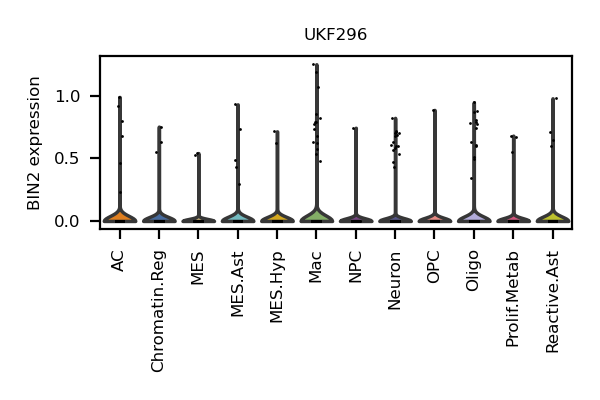 UKF296
BIN2 expression
1.0
0.5
0.0
AC
Chromatin.Reg
MES
MES.Ast
MES.Hyp
Mac
NPC
Neuron
OPC
Oligo
Prolif.Metab
Reactive.Ast